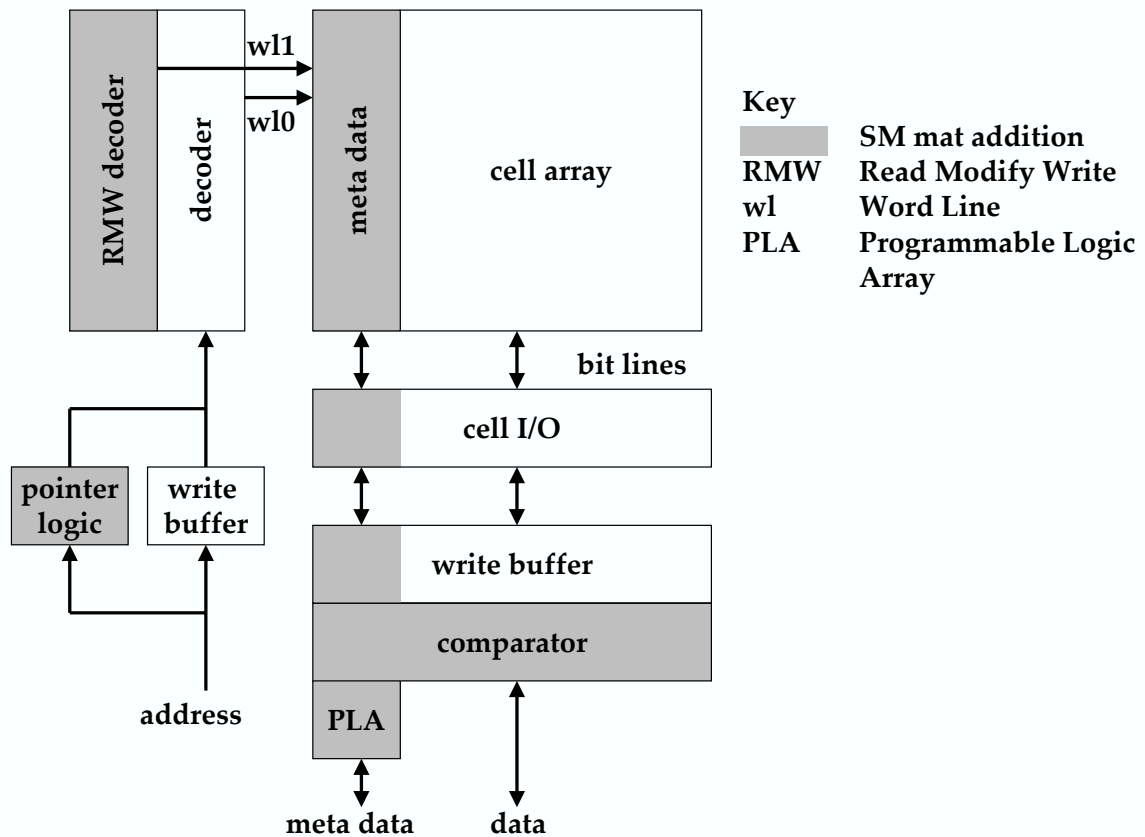 wl1
wl0
RMW decoder
decoder
meta data
cell array
Key
SM mat addition
RMW Read Modify Write
wl Word Line
PLA Programmable Logic
Array
bit lines
cell I/O
pointer
logic
write
buffer
write buffer
comparator
address
PLA
meta data
data